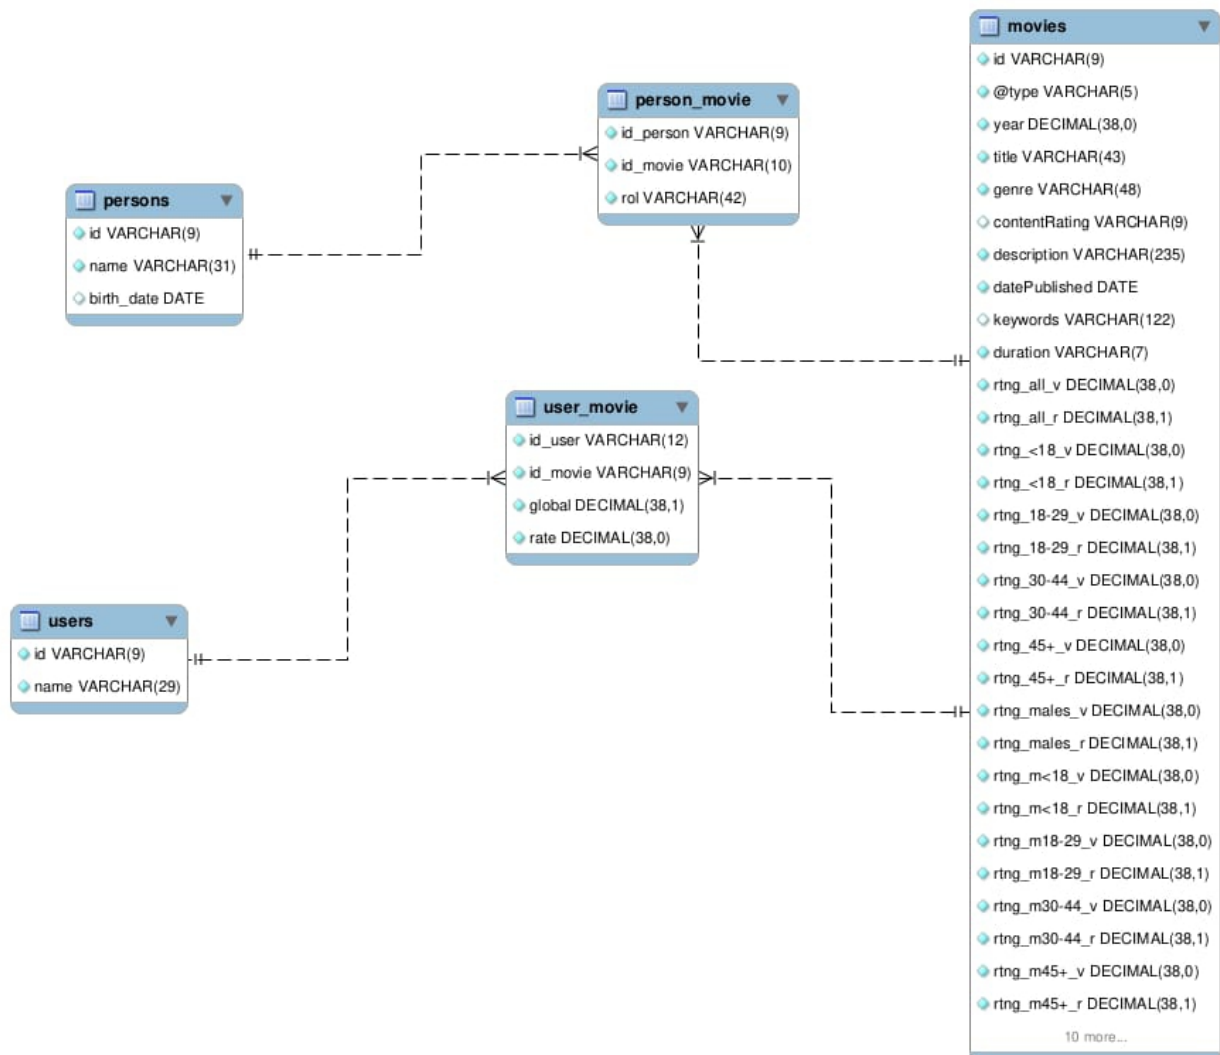 persons
id VARCHAR(9)
name VARCHAR(31)
birth_date DATE
person_movie
id_person VARCHAR(9)
id_movie VARCHAR(10)
rol VARCHAR(42)
user_movie
id_user VARCHAR(12)
id_movie VARCHAR(9)
global DECIMAL(38,1)
rate DECIMAL(38,0)
users
id VARCHAR(9)
name VARCHAR(29)
movies
id VARCHAR(9)
@type VARCHAR(5)
year DECIMAL(38,0)
title VARCHAR(43)
genre VARCHAR(48)
contentRating VARCHAR(9)
description VARCHAR(235)
datePublished DATE
keywords VARCHAR(122)
duration VARCHAR(7)
rtng_all_v DECIMAL(38,0)
rtng_all_r DECIMAL(38,1)
rtng_<18_v DECIMAL(38,0)
rtng_<18_r DECIMAL(38,1)
rtng_18-29_v DECIMAL(38,0)
rtng_18-29_r DECIMAL(38,1)
rtng_30-44_v DECIMAL(38,0)
rtng_30-44_r DECIMAL(38,1)
rtng_45+_v DECIMAL(38,0)
rtng_45+_r DECIMAL(38,1)
rtng_males_v DECIMAL(38,0)
rtng_males_r DECIMAL(38,1)
rtng_m<18_v DECIMAL(38,0)
rtng_m<18_r DECIMAL(38,1)
rtng_m18-29_v DECIMAL(38,0)
rtng_m18-29_r DECIMAL(38,1)
rtng_m30-44_v DECIMAL(38,0)
rtng_m30-44_r DECIMAL(38,1)
rtng_m45+_v DECIMAL(38,0)
rtng_m45+_r DECIMAL(38,1)
10 more...